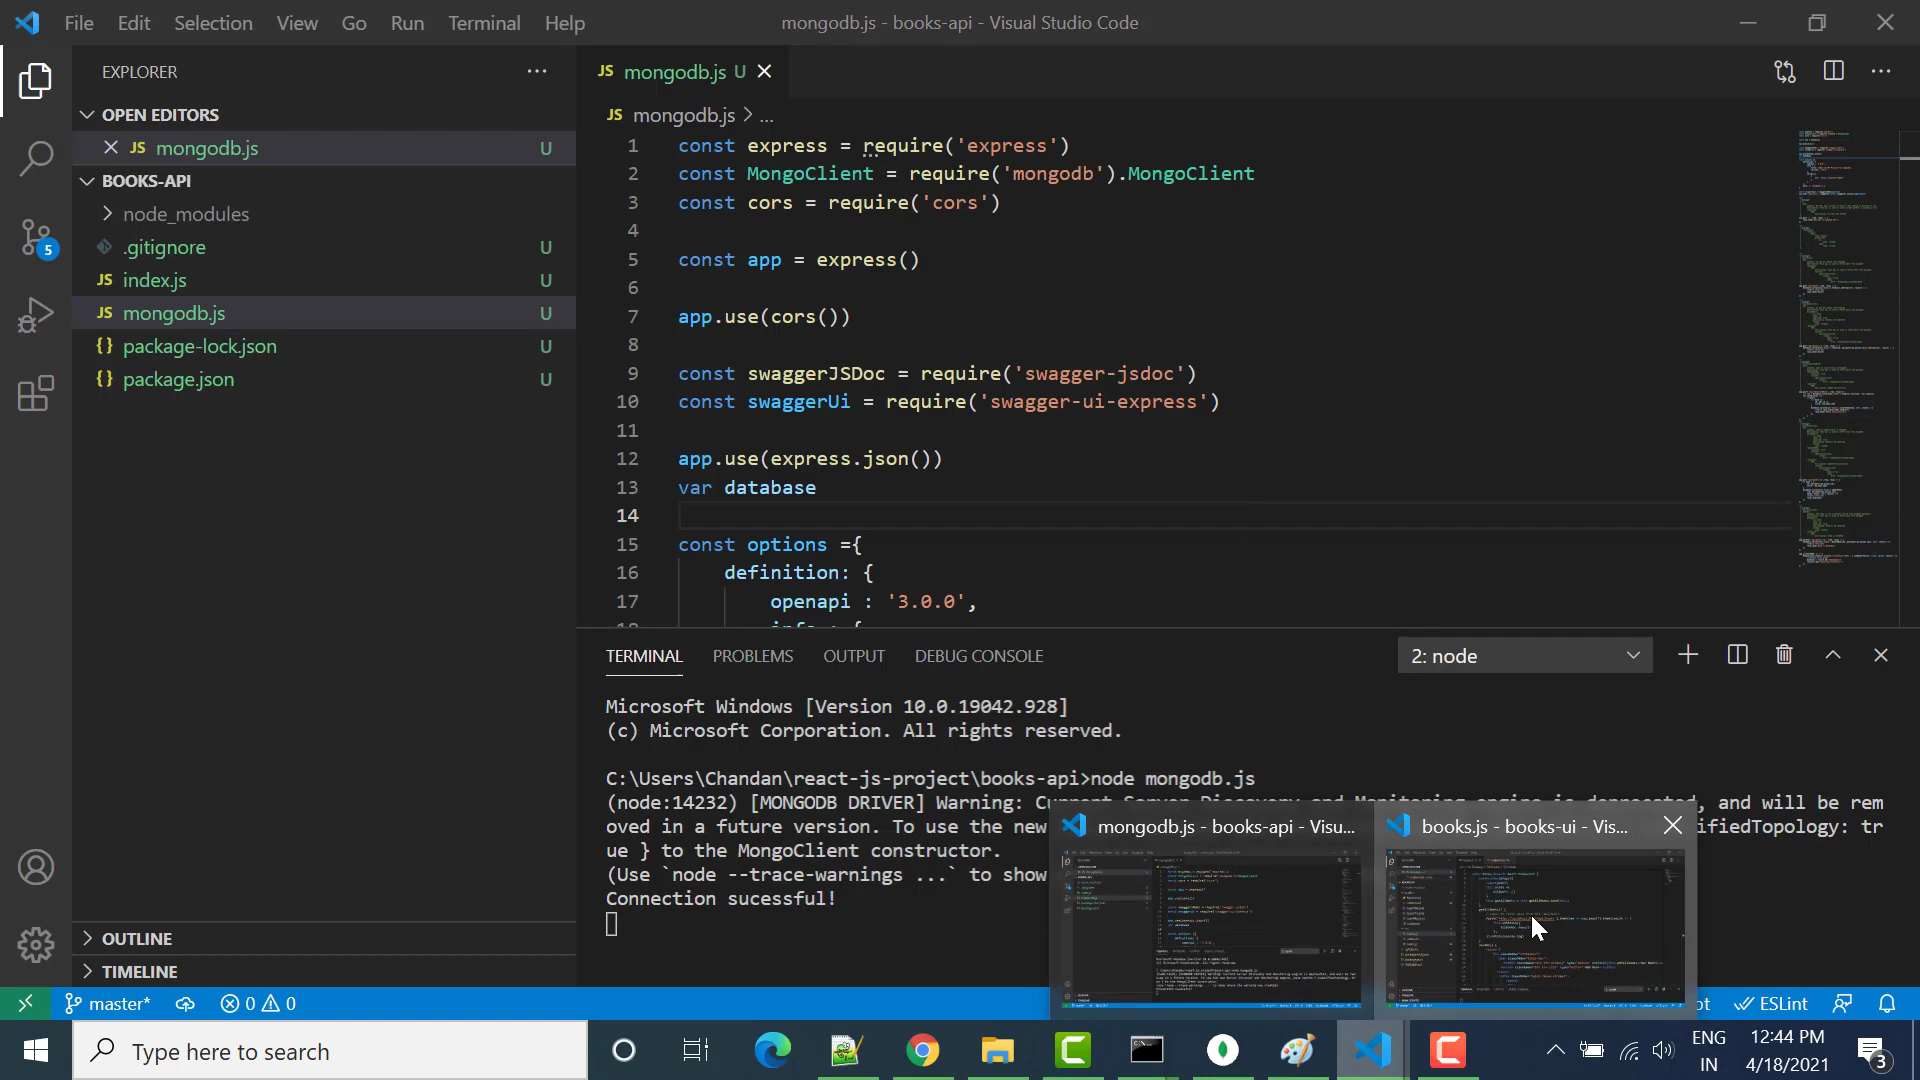 File Edit Selection View Go Run Terminal Help
mongodb.js - books-api - Visual Studio Code
EXPLORER
OPEN EDITORS
JS mongodb.js U
BOOKS-API
node_modules
.gitignore U
JS index.js U
JS mongodb.js U
{} package-lock.json U
{} package.json U
OUTLINE
TIMELINE
5
JS mongodb.js U
JS mongodb.js > ...
1 const express = require('express')
2 const MongoClient = require('mongodb').MongoClient
3 const cors = require('cors')
4
5 const app = express()
6
7 app.use(cors())
8
9 const swaggerJSDoc = require('swagger-jsdoc')
10 const swaggerUi = require('swagger-ui-express')
11
12 app.use(express.json())
13 var database
14
15 const options ={
16 definition: {
17 openapi : '3.0.0',
TERMINAL PROBLEMS OUTPUT DEBUG CONSOLE
2: node
Microsoft Windows [Version 10.0.19042.928]
(c) Microsoft Corporation. All rights reserved.
C:\Users\Chandan\react-js-project\books-api>node mongodb.js
(node:14232) [MONGODB DRIVER] Warning: Current Server Discovery and Monitoring engine is deprecated, and will be rem
oved in a future version. To use the new ifiedTopology: tr
ue } to the MongoClient constructor.
(Use `node --trace-warnings ...` to show
Connection sucessful!
mongodb.js - books-api - Visu...
books.js - books-ui - Vis...
master* 0 0
ESLint
Type here to search
ENG
IN
12:44 PM
4/18/2021
3